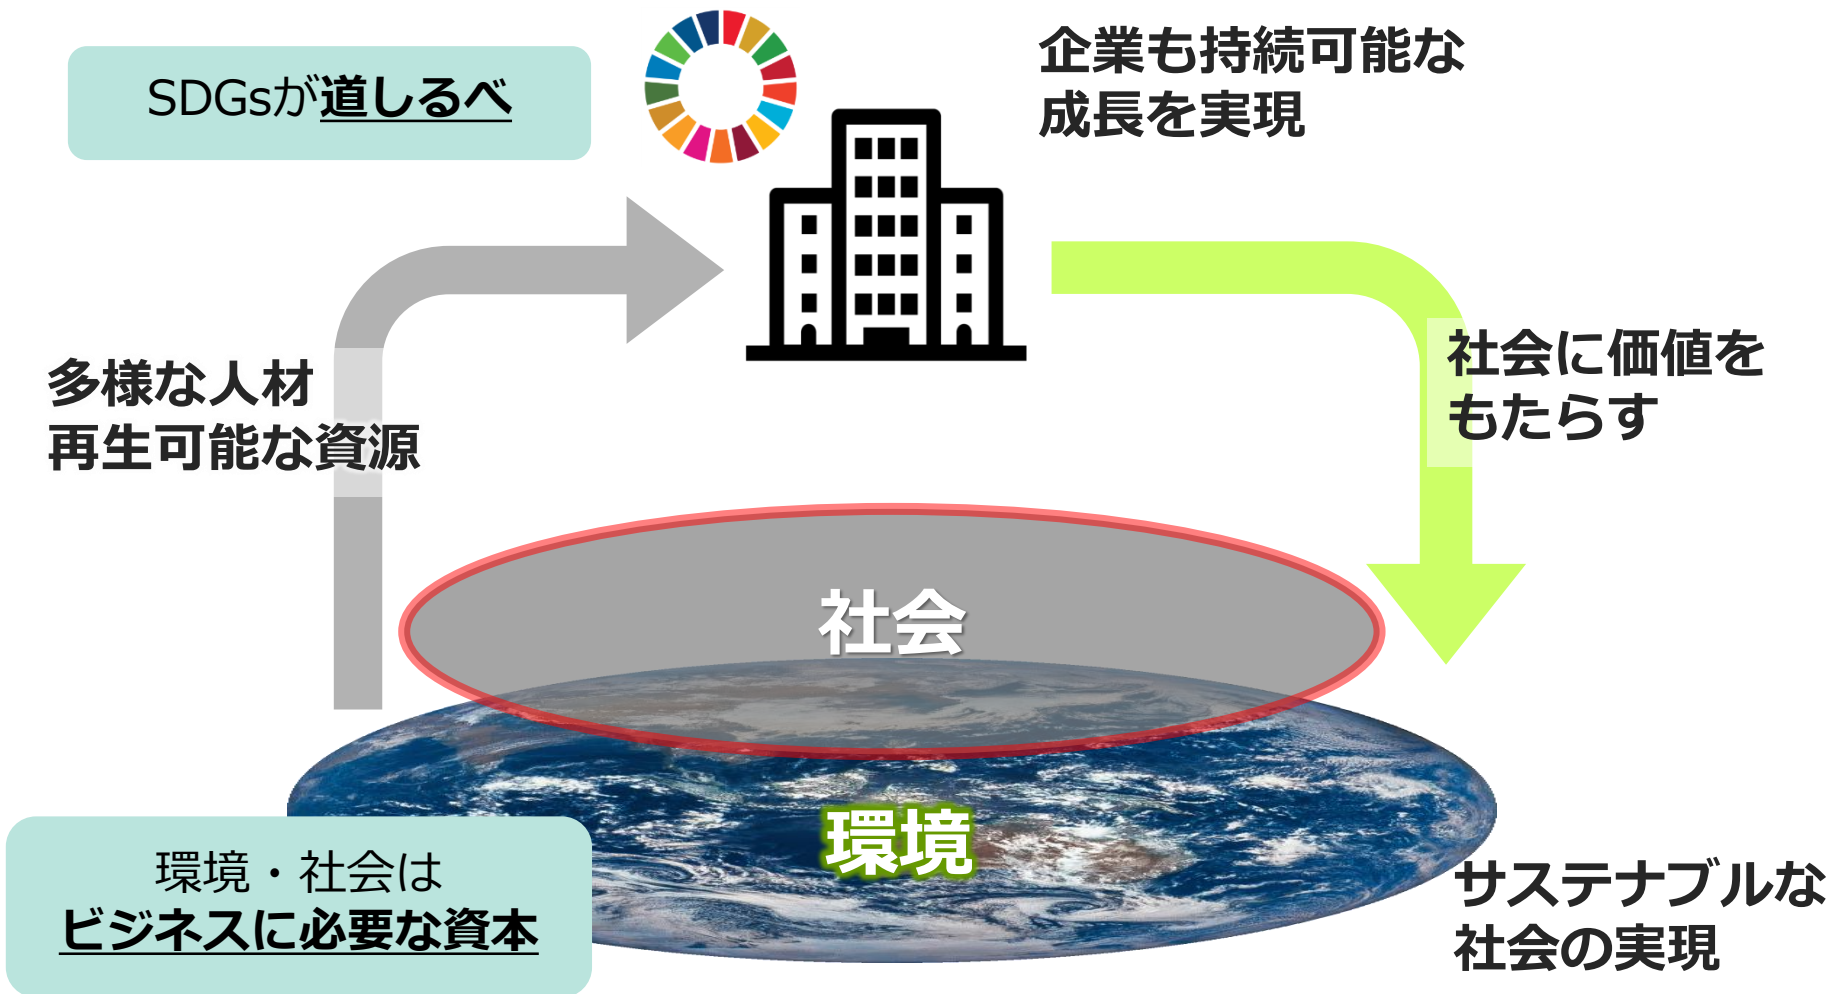 SDGsが道しるべ
企業も持続可能な
成長を実現
多様な人材
再生可能な資源
社会に価値を
もたらす
社会
環境
環境・社会は
ビジネスに必要な資本
サステナブルな
社会の実現